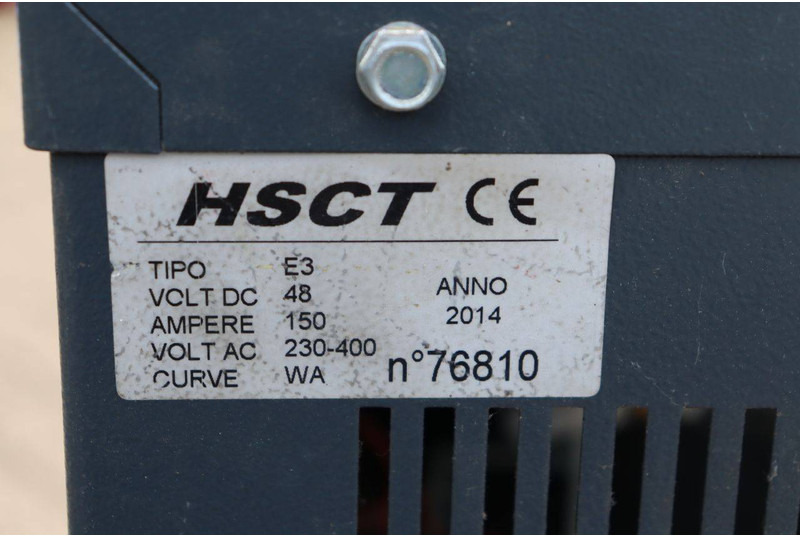 HSCT CE
TIPO E3
VOLT DC 48
AMPERE 150
VOLT AC 230-400
CURVE WA
ANNO
2014
n°76810